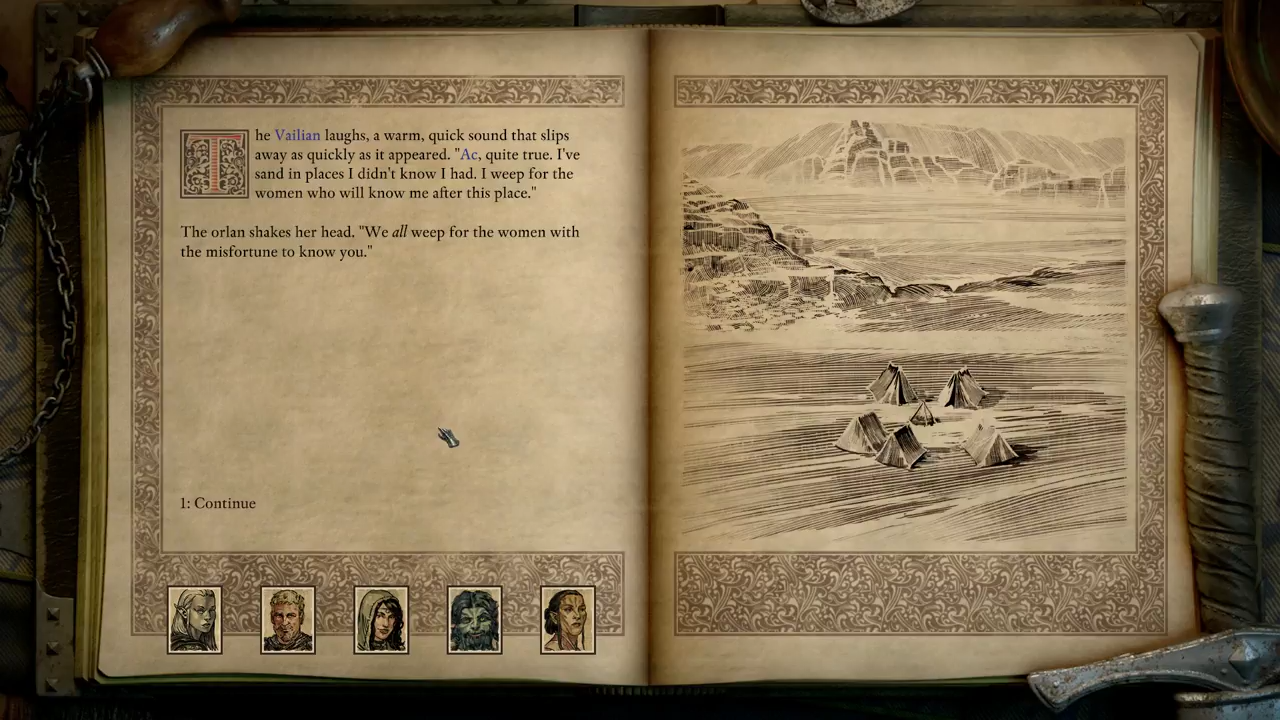 The Vailian laughs, a warm, quick sound that slips
away as quickly as it appeared. "Ac, quite true. I've
sand in places I didn't know I had. I weep for the
women who will know me after this place."
The orlan shakes her head. "We all weep for the women with
the misfortune to know you."
1: Continue